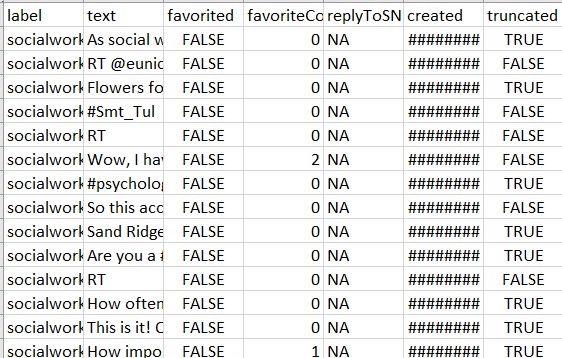 label text favorited favoriteCo replyToSN created truncated
socialwork As social w FALSE 0 NA ######## TRUE
socialwork RT @eunic FALSE 0 NA ######## FALSE
socialwork Flowers fo FALSE 0 NA ######## TRUE
socialwork #Smt_Tul FALSE 0 NA ######## FALSE
socialwork RT FALSE 0 NA ######## FALSE
socialwork Wow, I hav FALSE 2 NA ######## FALSE
socialwork #psycholog FALSE 0 NA ######## TRUE
socialwork So this acc FALSE 0 NA ######## FALSE
socialwork Sand Ridge FALSE 0 NA ######## TRUE
socialwork Are you a # FALSE 0 NA ######## TRUE
socialwork RT FALSE 0 NA ######## FALSE
socialwork How often FALSE 0 NA ######## TRUE
socialwork This is it! C FALSE 0 NA ######## TRUE
socialwork How impo FALSE 1 NA ######## TRUE